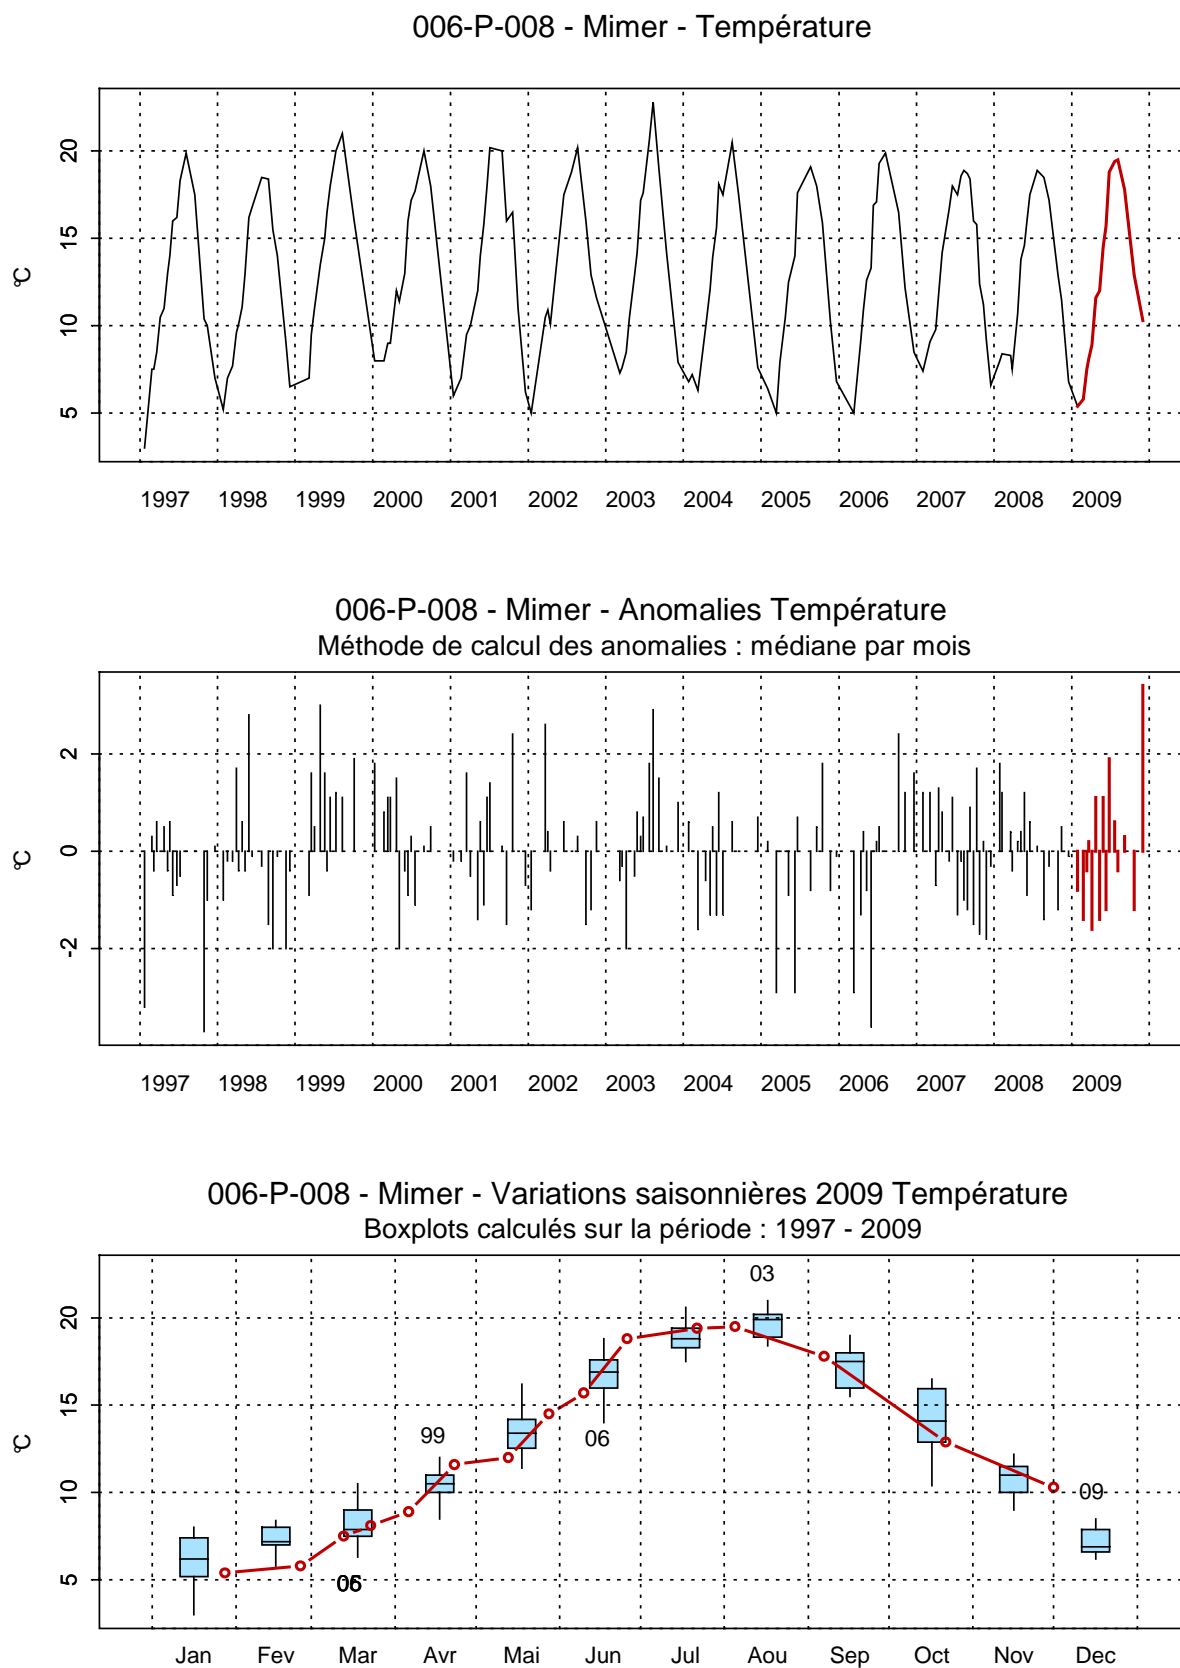 006-P-008 - Mimer - Température
°C
20
15
10
5
1997 1998 1999 2000 2001 2002 2003 2004 2005 2006 2007 2008 2009
006-P-008 - Mimer - Anomalies Température
Méthode de calcul des anomalies : médiane par mois
°C
2
0
-2
1997 1998 1999 2000 2001 2002 2003 2004 2005 2006 2007 2008 2009
006-P-008 - Mimer - Variations saisonnières 2009 Température
Boxplots calculés sur la période : 1997 - 2009
°C
03
20
15
99
06
10
09
5
Jan Fev Mar Avr Mai Jun Jul Aou Sep Oct Nov Dec